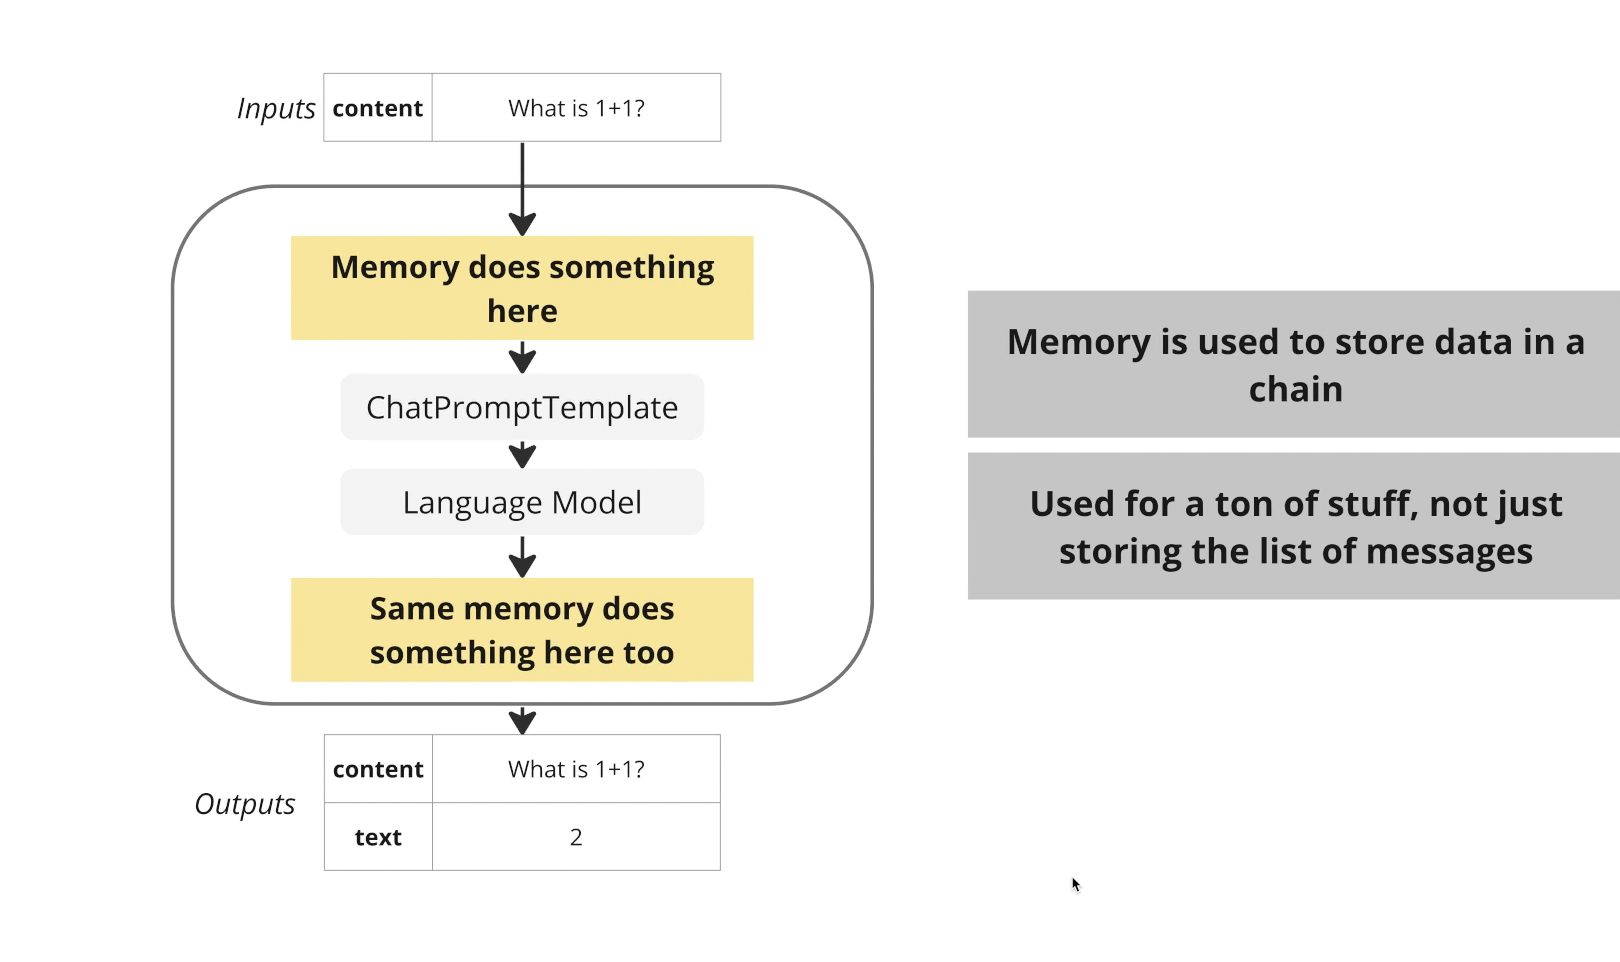 Inputs
content
What is 1+1?
Memory does something
here
ChatPromptTemplate
Language Model
Same memory does
something here too
Outputs
content
What is 1+1?
text
2
Memory is used to store data in a
chain
Used for a ton of stuff, not just
storing the list of messages